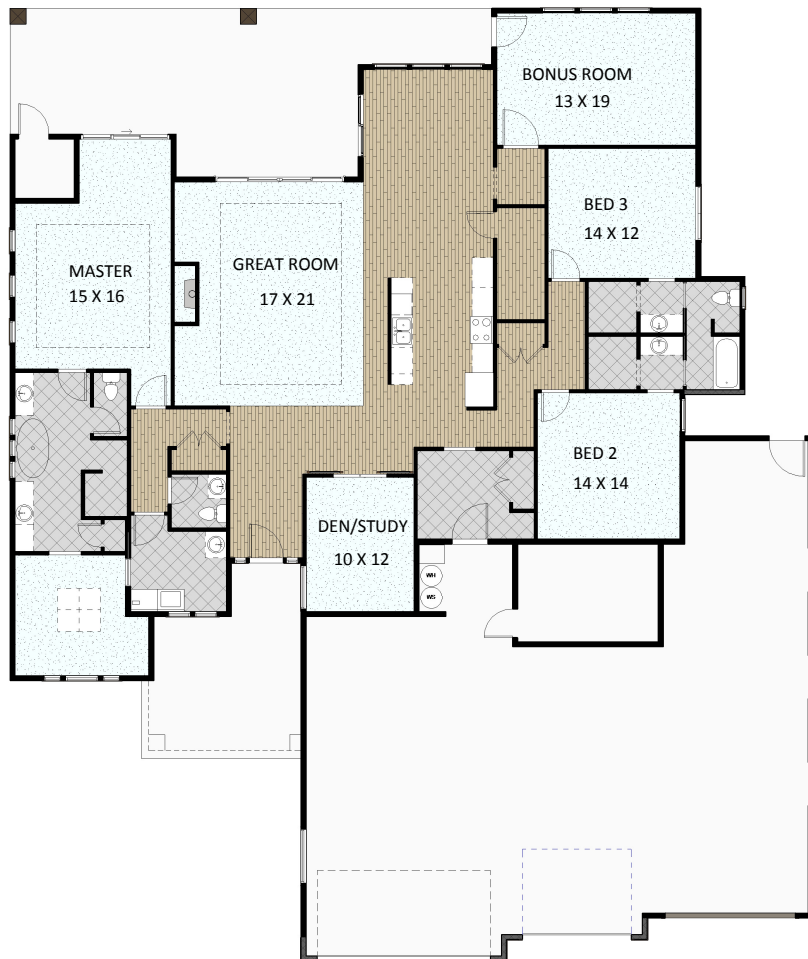 BONUS ROOM
13 X 19
BED 3
14 X 12
MASTER
15 X 16
GREAT ROOM
17 X 21
BED 2
14 X 14
DEN/STUDY
10 X 12
WH
WS